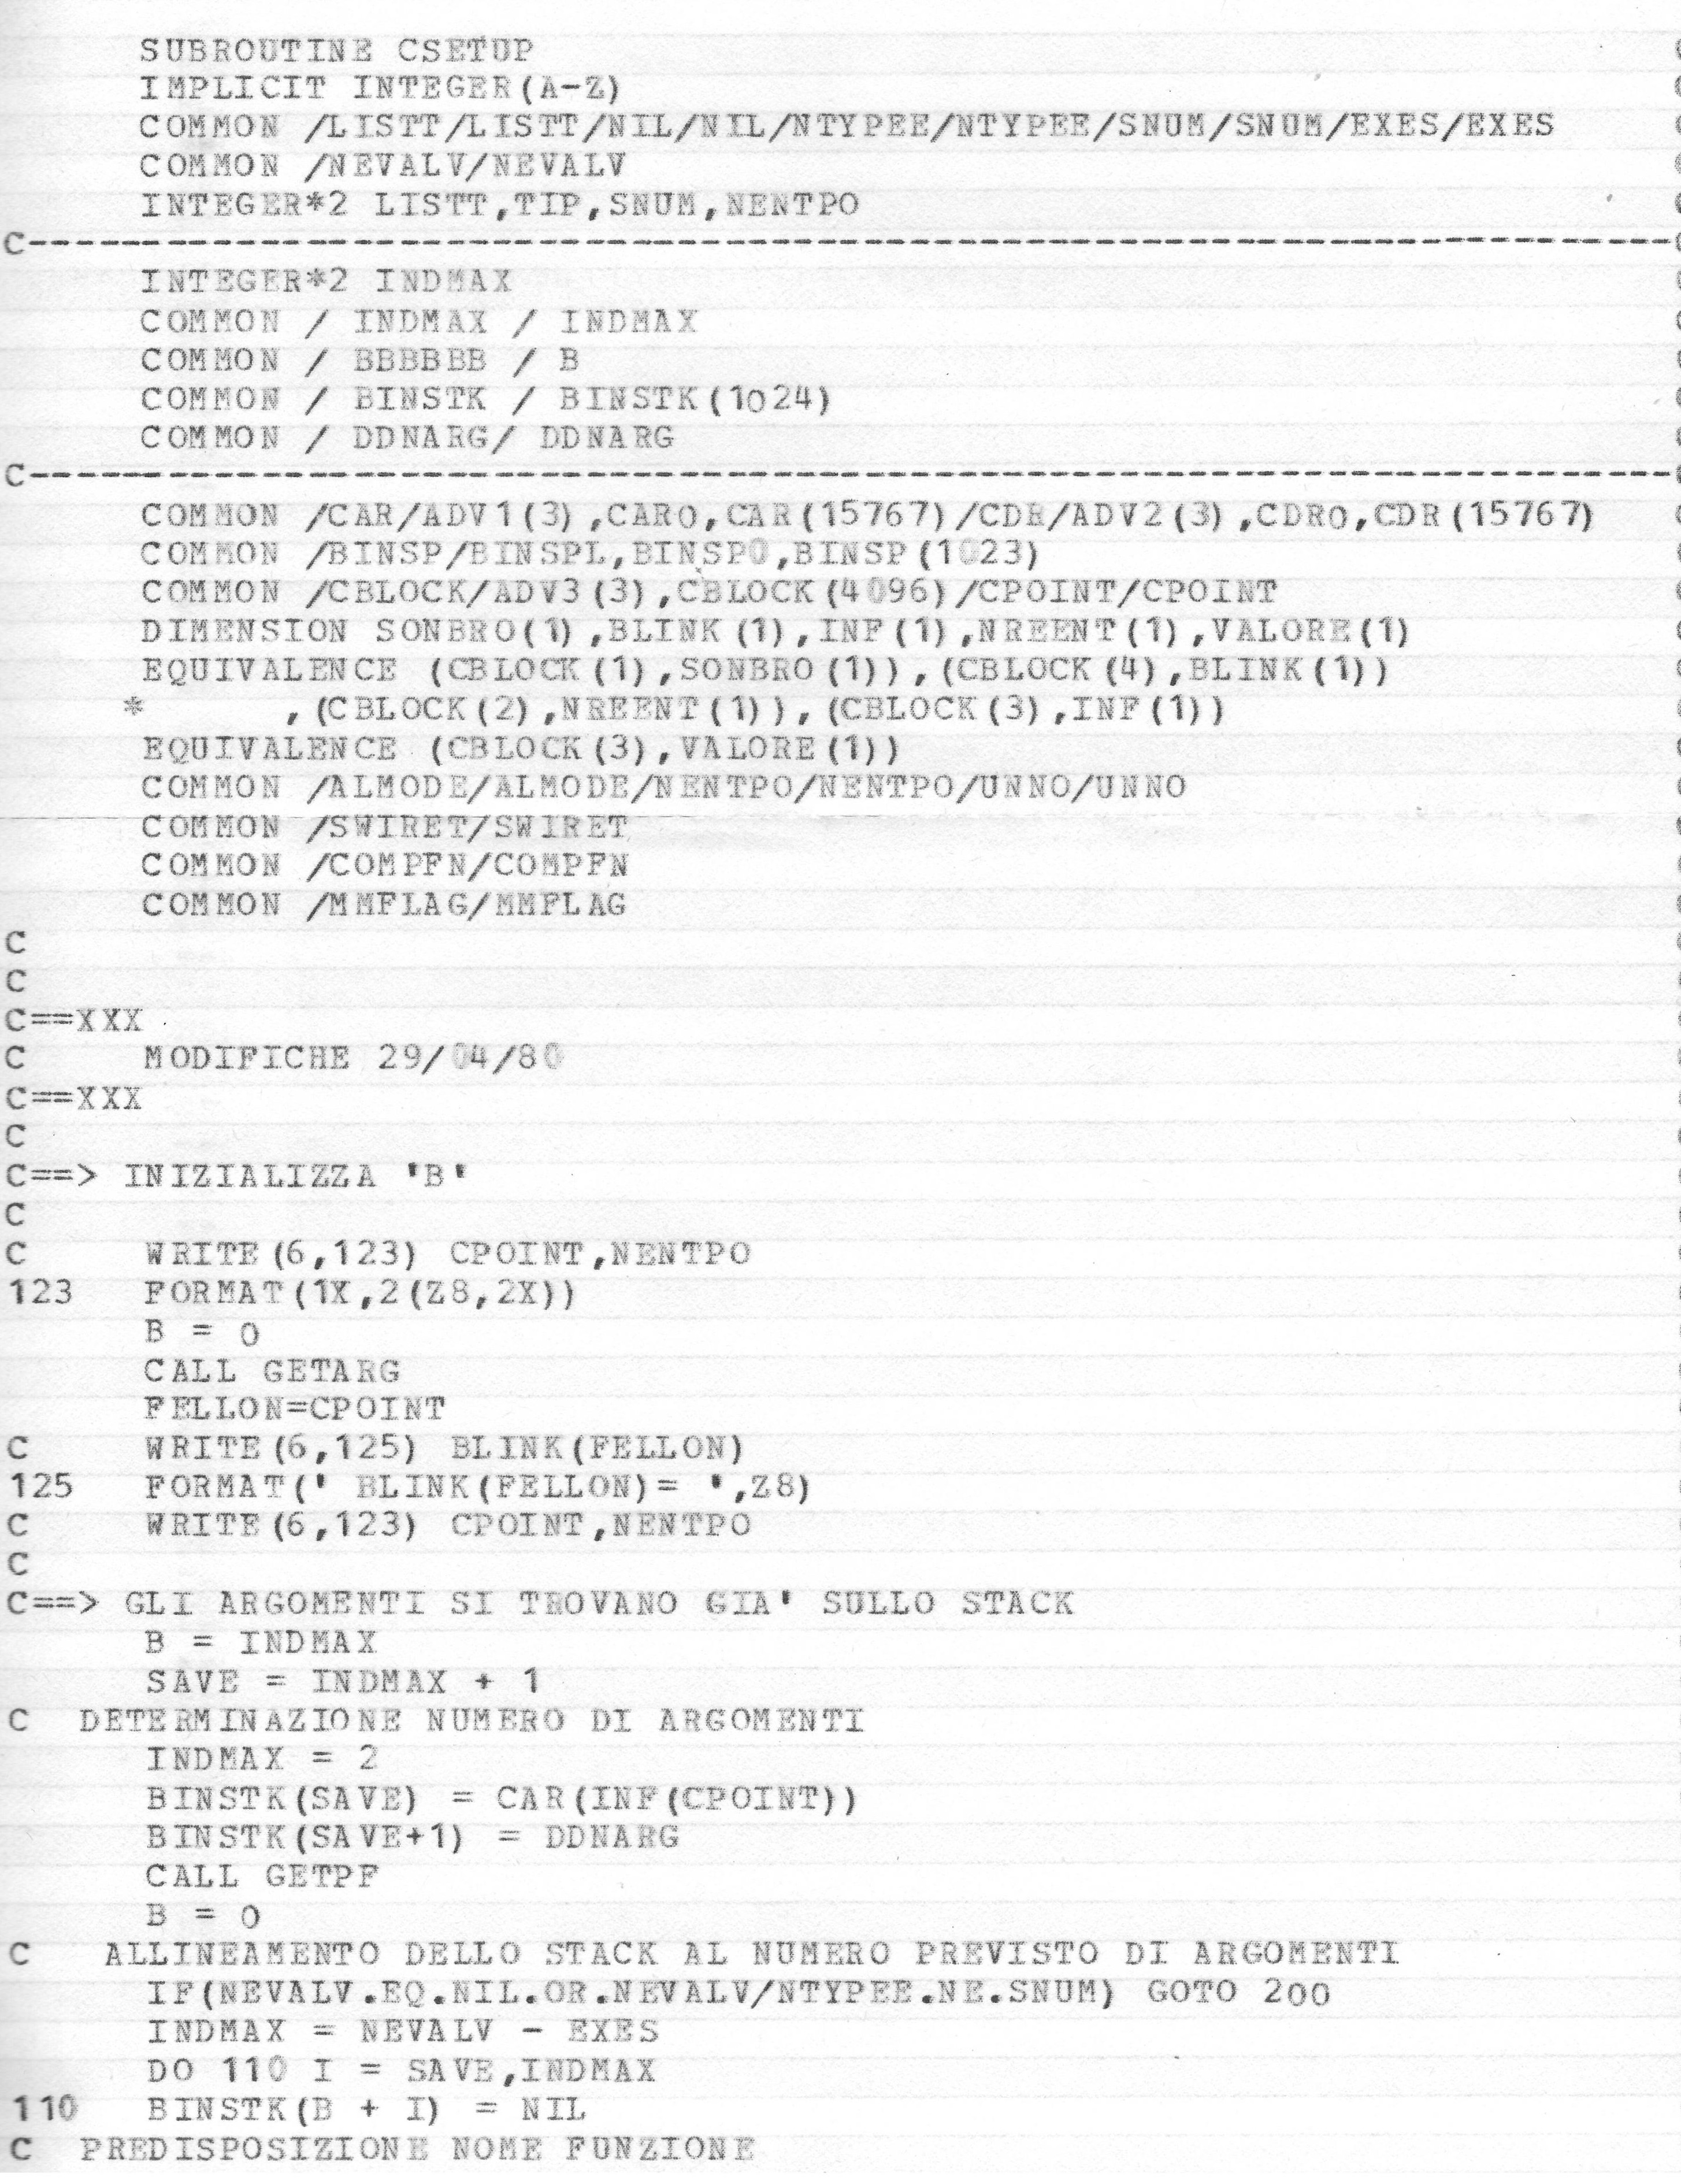 SUBROUTINE CSETUP
      IMPLICIT INTEGER(A-Z)
      COMMON /LISTT/LISTT/NIL/NIL/NTYPEE/NTYPEE/SNUM/SNUM/EXES/EXES
      COMMON /NEVALV/NEVALV
      INTEGER*2 LISTT,TIP,SNUM,NENTPO
C-----------------------------------------------------------------------
      INTEGER*2 INDMAX
      COMMON / INDMAX / INDMAX
      COMMON / BBBBBB / B
      COMMON / BINSTK / BINSTK(1024)
      COMMON / DDNARG/ DDNARG
C-----------------------------------------------------------------------
      COMMON /CAR/ADV1(3),CAR0,CAR(15767)/CDR/ADV2(3),CDR0,CDR(15767)
      COMMON /BINSP/BINSPL,BINSP0,BINSP(1023)
      COMMON /CBLOCK/ADV3(3),CBLOCK(4096)/CPOINT/CPOINT
      DIMENSION SONBRO(1),BLINK(1),INF(1),NREENT(1),VALORE(1)
      EQUIVALENCE (CBLOCK(1),SONBRO(1)),(CBLOCK(4),BLINK(1))
     *      ,(CBLOCK(2),NREENT(1)),(CBLOCK(3),INF(1))
      EQUIVALENCE (CBLOCK(3),VALORE(1))
      COMMON /ALMODE/ALMODE/NENTPO/NENTPO/UNNO/UNNO
      COMMON /SWIRET/SWIRET
      COMMON /COMPFN/COMPFN
      COMMON /MMFLAG/MMFLAG
C
C
C==XXX
C     MODIFICHE 29/04/80
C==XXX
C
C==> INIZIALIZZA 'B'
C
C     WRITE(6,123) CPOINT,NENTPO
123   FORMAT(1X,2(Z8,2X))
      B = 0
      CALL GETARG
      FELLON=CPOINT
C     WRITE(6,125) BLINK(FELLON)
125   FORMAT(' BLINK(FELLON)= ',Z8)
C     WRITE(6,123) CPOINT,NENTPO
C
C==> GLI ARGOMENTI SI TROVANO GIA' SULLO STACK
      B = INDMAX
      SAVE = INDMAX + 1
C  DETERMINAZIONE NUMERO DI ARGOMENTI
      INDMAX = 2
      BINSTK(SAVE) = CAR(INF(CPOINT))
      BINSTK(SAVE+1) = DDNARG
      CALL GETPF
      B = 0
C   ALLINEAMENTO DELLO STACK AL NUMERO PREVISTO DI ARGOMENTI
      IF(NEVALV.EQ.NIL.OR.NEVALV/NTYPEE.NE.SNUM) GOTO 200
      INDMAX = NEVALV - EXES
      DO 110 I = SAVE,INDMAX
110   BINSTK(B + I) = NIL
C  PREDISPOSIZIONE NOME FUNZIONE